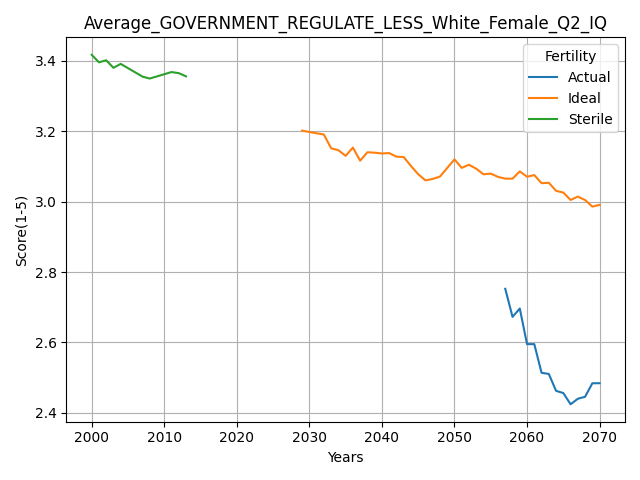 Average_GOVERNMENT_REGULATE_LESS_White_Female_Q2_IQ
Fertility
Actual
Ideal
Sterile
Score(1-5)
3.4
3.2
3.0
2.8
2.6
2.4
2000 2010 2020 2030 2040 2050 2060 2070
Years